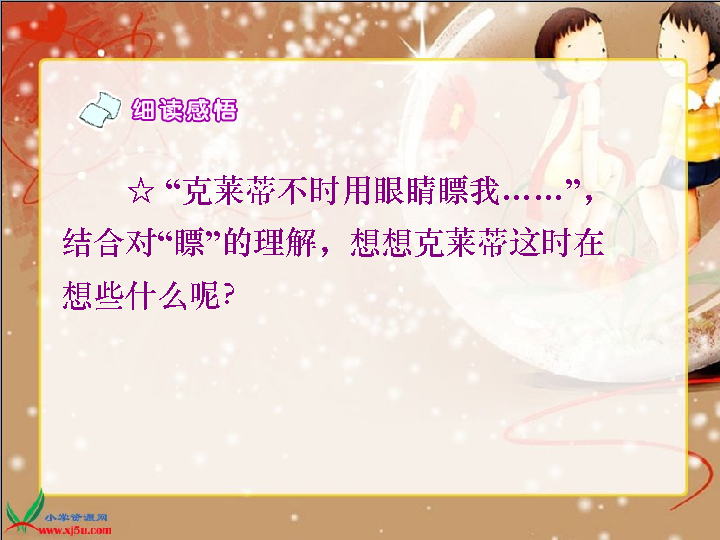 细读感悟
☆“克莱蒂不时用眼睛瞟我……”，
结合对“瞟”的理解，想想克莱蒂这时在
想些什么呢？
小学资源网
www.xj5u.com